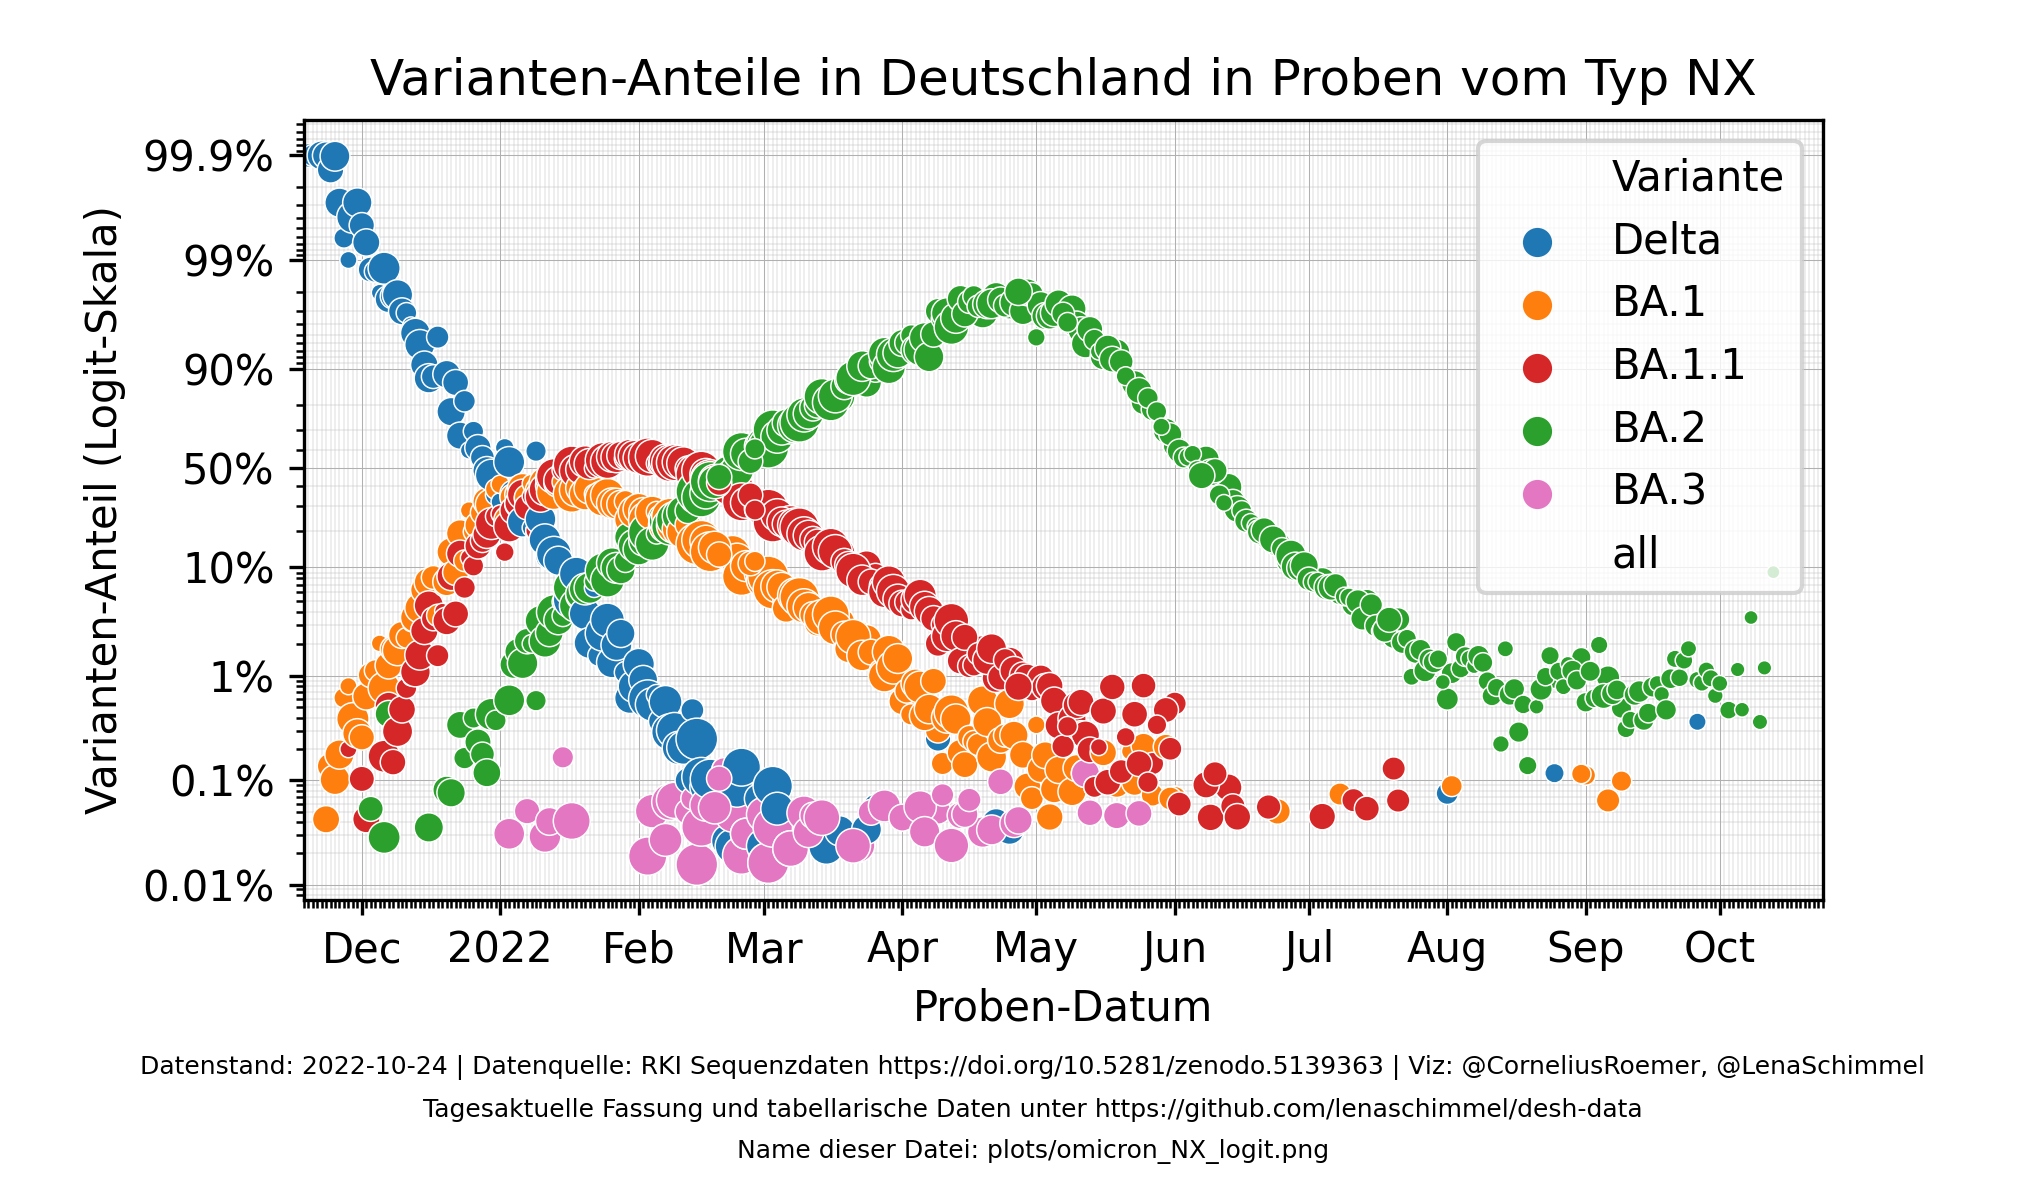 Varianten-Anteile in Deutschland in Proben vom Typ NX
Varianten-Anteil (Logit-Skala)
99.9%
99%
90%
50%
10%
1%
0.1%
0.01%
Variante
Delta
BA.1
BA.1.1
BA.2
BA.3
all
Dec 2022 Feb Mar Apr May Jun Jul Aug Sep Oct
Proben-Datum
Datenstand: 2022-10-24 | Datenquelle: RKI Sequenzdaten https://doi.org/10.5281/zenodo.5139363 | Viz: @CorneliusRoemer, @LenaSchimmel
Tagesaktuelle Fassung und tabellarische Daten unter https://github.com/lenaschimmel/desh-data
Name dieser Datei: plots/omicron_NX_logit.png